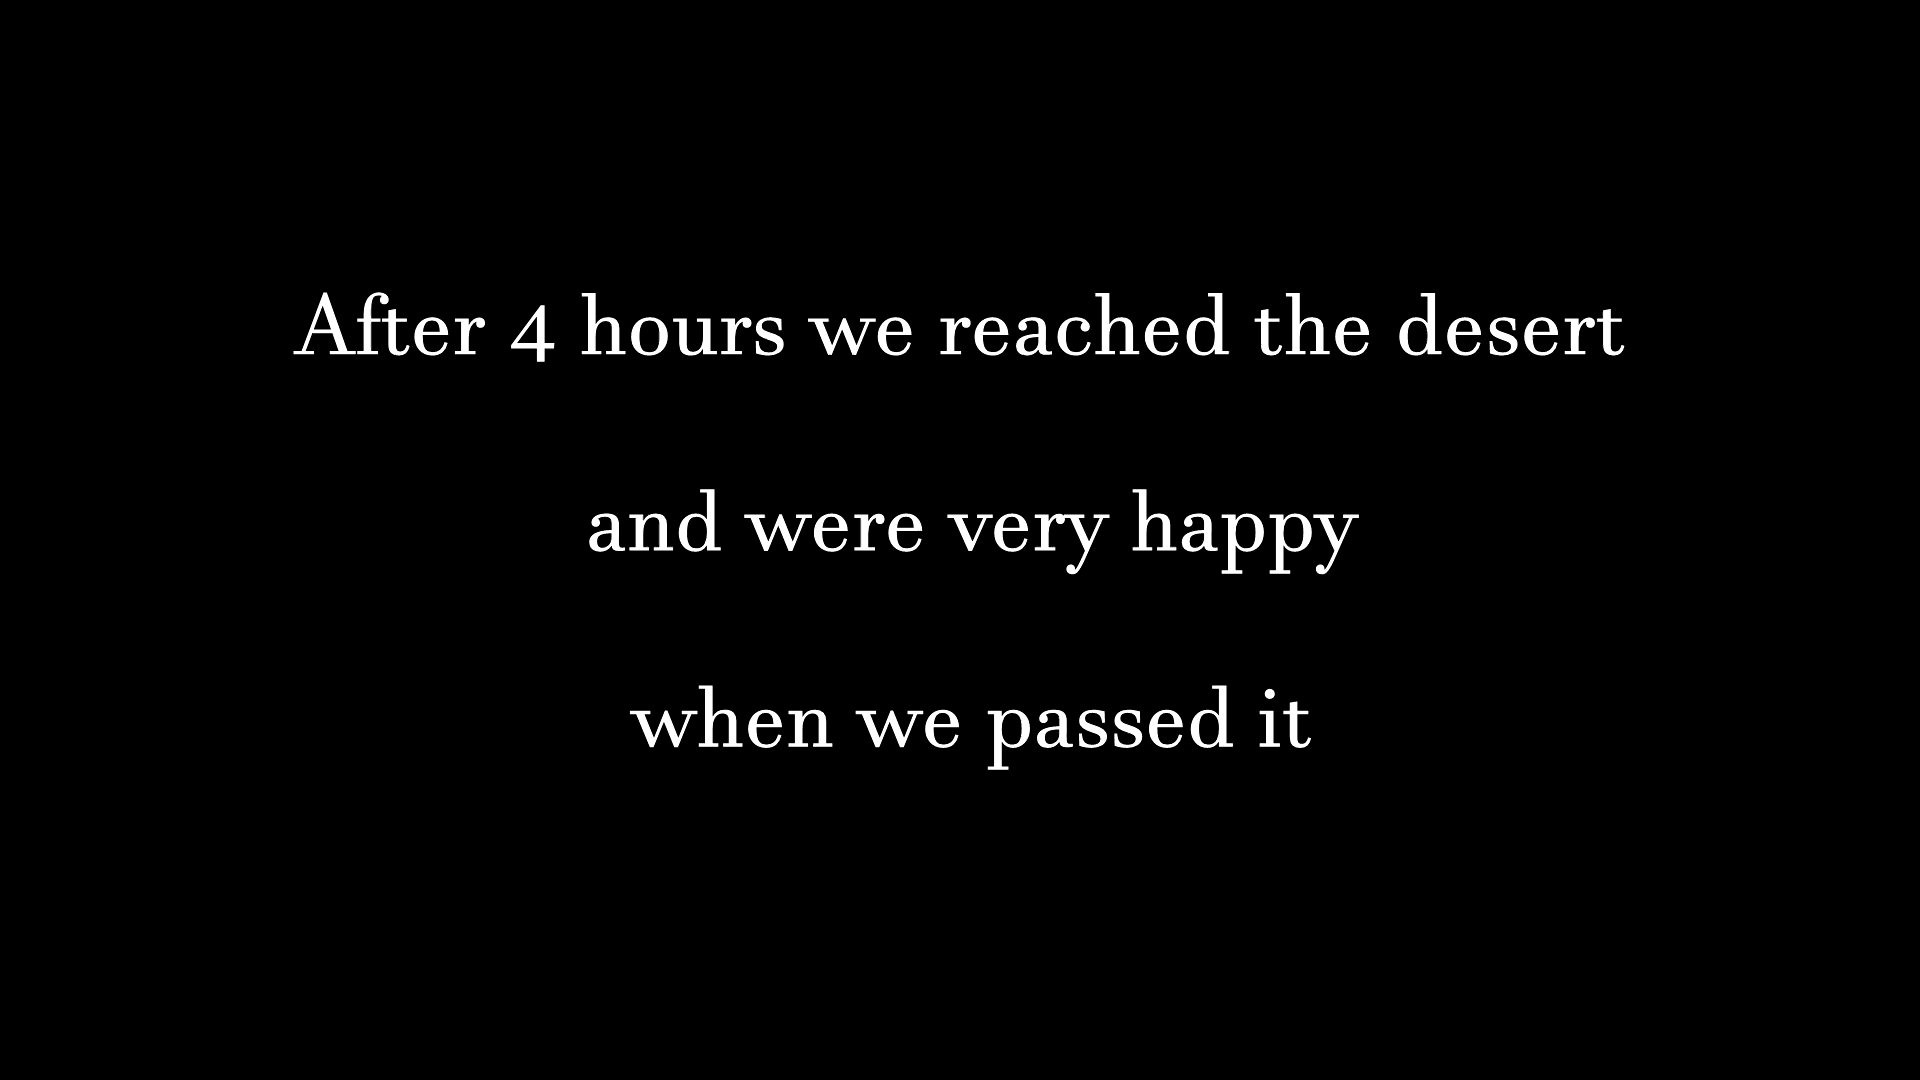 After 4 hours we reached the desert
and were very happy
when we passed it